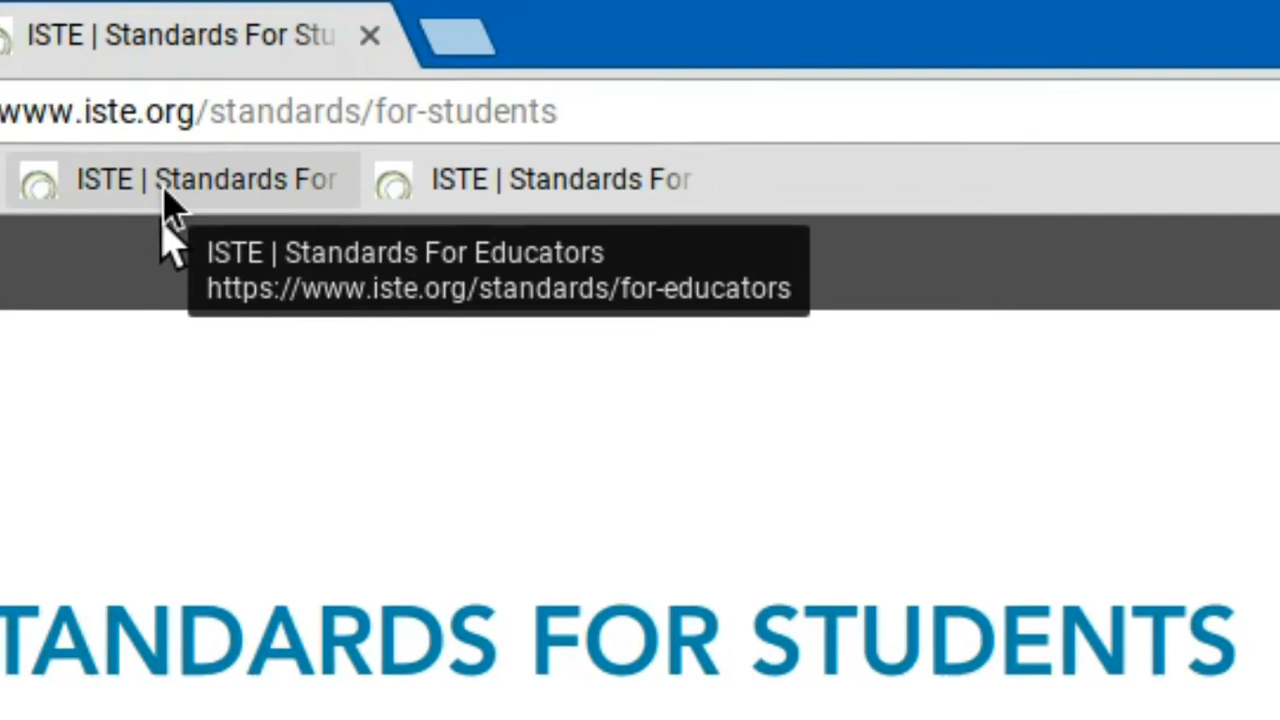 ISTE | Standards For Stu
www.iste.org/standards/for-students
ISTE | Standards For
ISTE | Standards For
ISTE | Standards For Educators
https://www.iste.org/standards/for-educators
TANDARDS FOR STUDENTS